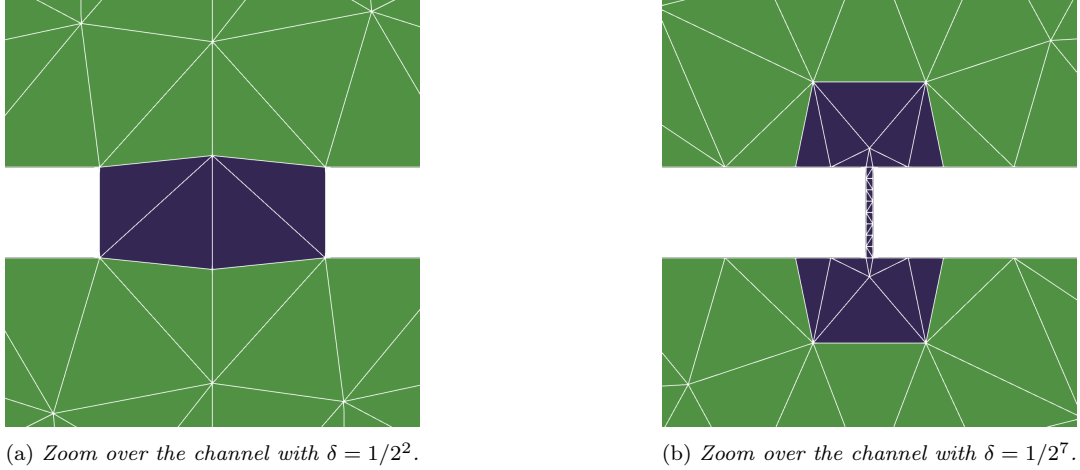 (a) Zoom over the channel with δ = 1/2².
(b) Zoom over the channel with δ = 1/2⁷.